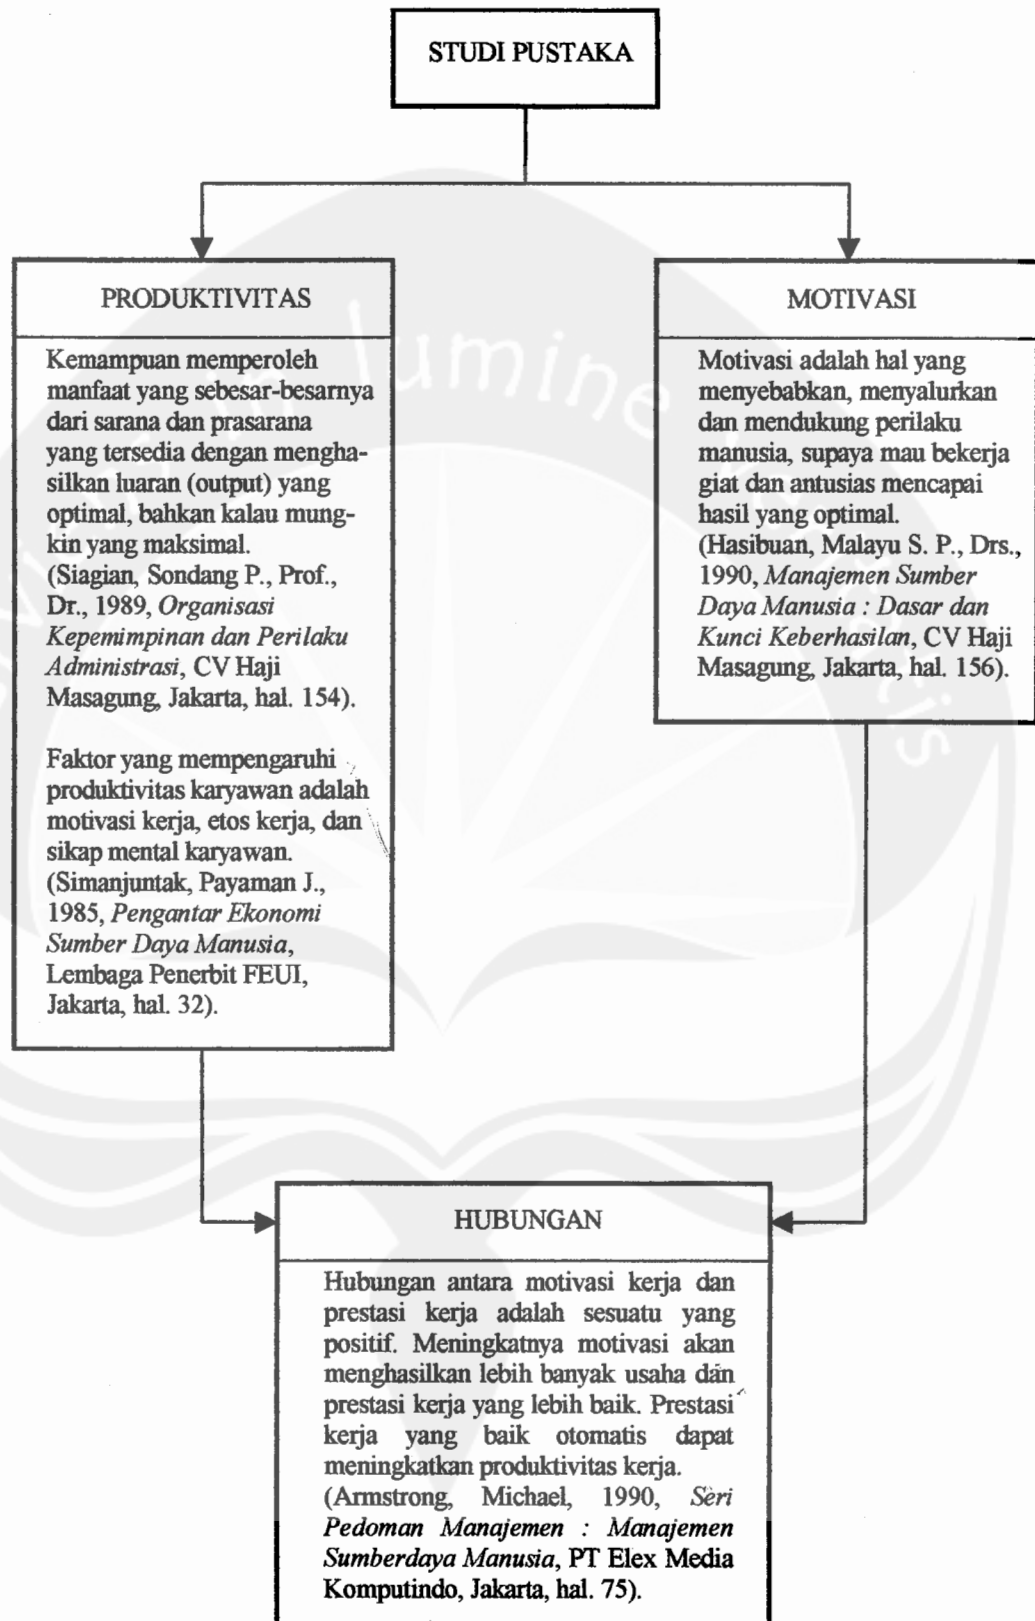 STUDI PUSTAKA
PRODUKTIVITAS
Kemampuan memperoleh
manfaat yang sebesar-besarnya
dari sarana dan prasarana
yang tersedia dengan mengha-
silkan luaran (output) yang
optimal, bahkan kalau mung-
kin yang maksimal.
(Siagian, Sondang P., Prof.,
Dr., 1989, Organisasi
Kepemimpinan dan Perilaku
Administrasi, CV Haji
Masagung, Jakarta, hal. 154).
Faktor yang mempengaruhi
produktivitas karyawan adalah
motivasi kerja, etos kerja, dan
sikap mental karyawan.
(Simanjuntak, Payaman J.,
1985, Pengantar Ekonomi
Sumber Daya Manusia,
Lembaga Penerbit FEUI,
Jakarta, hal. 32).
MOTIVASI
Motivasi adalah hal yang
menyebabkan, menyalurkan
dan mendukung perilaku
manusia, supaya mau bekerja
giat dan antusias mencapai
hasil yang optimal.
(Hasibuan, Malayu S. P., Drs.,
1990, Manajemen Sumber
Daya Manusia : Dasar dan
Kunci Keberhasilan, CV Haji
Masagung, Jakarta, hal. 156).
HUBUNGAN
Hubungan antara motivasi kerja dan
prestasi kerja adalah sesuatu yang
positif. Meningkatnya motivasi akan
menghasilkan lebih banyak usaha dan
prestasi kerja yang lebih baik. Prestasi
kerja yang baik otomatis dapat
meningkatkan produktivitas kerja.
(Armstrong, Michael, 1990, Seri
Pedoman Manajemen : Manajemen
Sumberdaya Manusia, PT Elex Media
Komputindo, Jakarta, hal. 75).
in lumine